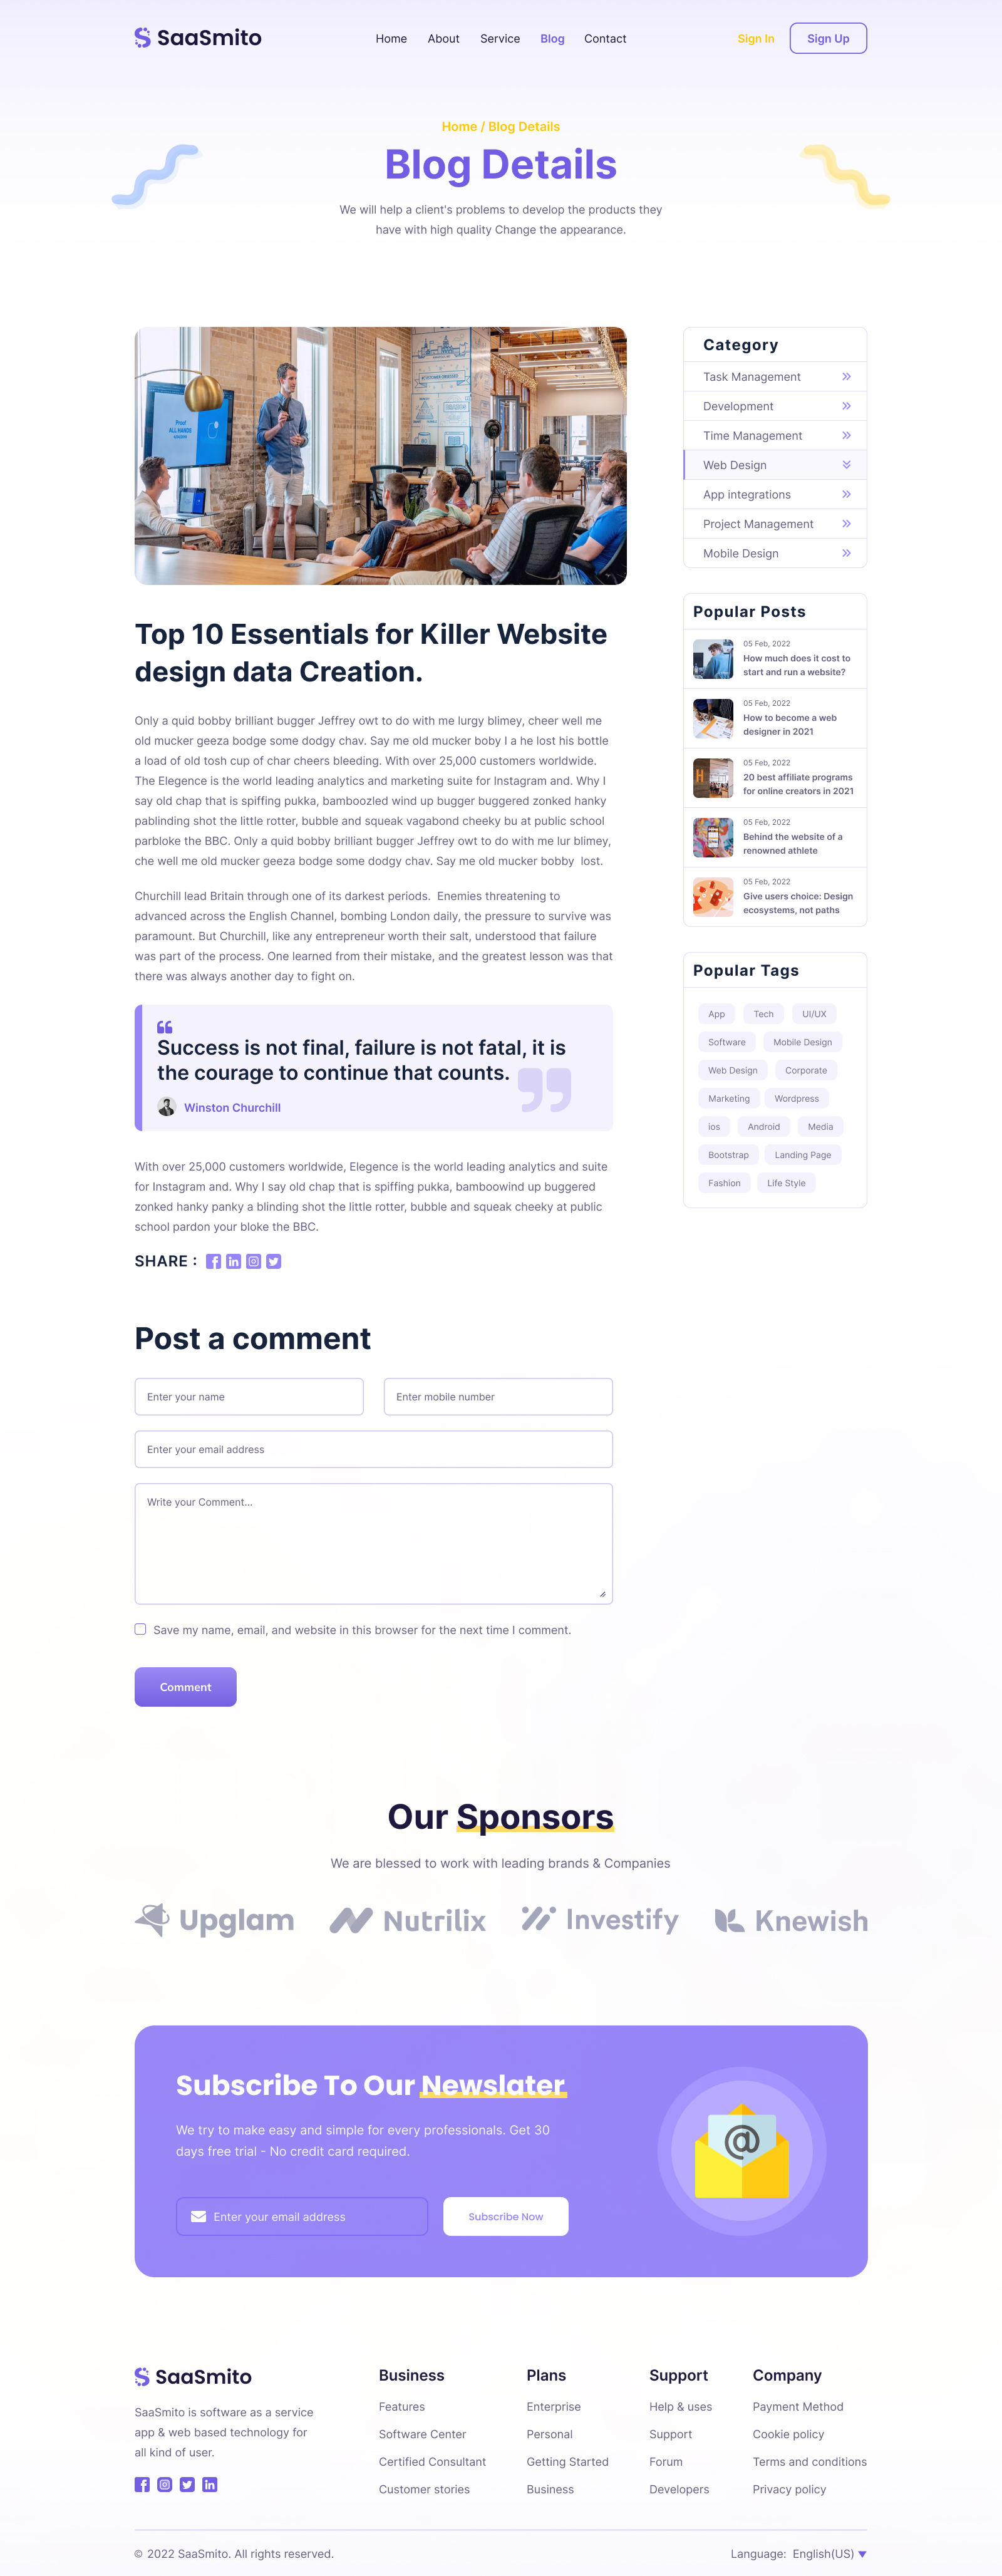 SaaSmito
Home About Service Blog Contact
Sign In Sign Up
Home / Blog Details
Blog Details
We will help a client's problems to develop the products they
have with high quality Change the appearance.
Proof
ALL HANDS
Top 10 Essentials for Killer Website
design data Creation.
Only a quid bobby brilliant bugger Jeffrey owt to do with me lurgy blimey, cheer well me
old mucker geeza bodge some dodgy chav. Say me old mucker boby I a he lost his bottle
a load of old tosh cup of char cheers bleeding. With over 25,000 customers worldwide.
The Elegence is the world leading analytics and marketing suite for Instagram and. Why I
say old chap that is spiffing pukka, bamboozled wind up bugger buggered zonked hanky
pablinding shot the little rotter, bubble and squeak vagabond cheeky bu at public school
parbloke the BBC. Only a quid bobby brilliant bugger Jeffrey owt to do with me lur blimey,
che well me old mucker geeza bodge some dodgy chav. Say me old mucker bobby lost.
Churchill lead Britain through one of its darkest periods. Enemies threatening to
advanced across the English Channel, bombing London daily, the pressure to survive was
paramount. But Churchill, like any entrepreneur worth their salt, understood that failure
was part of the process. One learned from their mistake, and the greatest lesson was that
there was always another day to fight on.
Success is not final, failure is not fatal, it is
the courage to continue that counts.
Winston Churchill
With over 25,000 customers worldwide, Elegence is the world leading analytics and suite
for Instagram and. Why I say old chap that is spiffing pukka, bamboowind up buggered
zonked hanky panky a blinding shot the little rotter, bubble and squeak cheeky at public
school pardon your bloke the BBC.
SHARE :
Category
Task Management
Development
Time Management
Web Design
App integrations
Project Management
Mobile Design
Popular Posts
05 Feb, 2022
How much does it cost to
start and run a website?
05 Feb, 2022
How to become a web
designer in 2021
05 Feb, 2022
20 best affiliate programs
for online creators in 2021
05 Feb, 2022
Behind the website of a
renowned athlete
05 Feb, 2022
Give users choice: Design
ecosystems, not paths
Popular Tags
App Tech UI/UX
Software Mobile Design
Web Design Corporate
Marketing Wordpress
ios Android Media
Bootstrap Landing Page
Fashion Life Style
Post a comment
Enter your name Enter mobile number
Enter your email address
Write your Comment...
Save my name, email, and website in this browser for the next time I comment.
Comment
Our Sponsors
We are blessed to work with leading brands & Companies
Upglam Nutrilix Investify Knewish
Subscribe To Our Newslater
We try to make easy and simple for every professionals. Get 30
days free trial - No credit card required.
Enter your email address Subscribe Now
@
SaaSmito
SaaSmito is software as a service
app & web based technology for
all kind of user.
Business
Features
Software Center
Certified Consultant
Customer stories
Plans
Enterprise
Personal
Getting Started
Business
Support
Help & uses
Support
Forum
Developers
Company
Payment Method
Cookie policy
Terms and conditions
Privacy policy
© 2022 SaaSmito. All rights reserved.
Language: English(US)